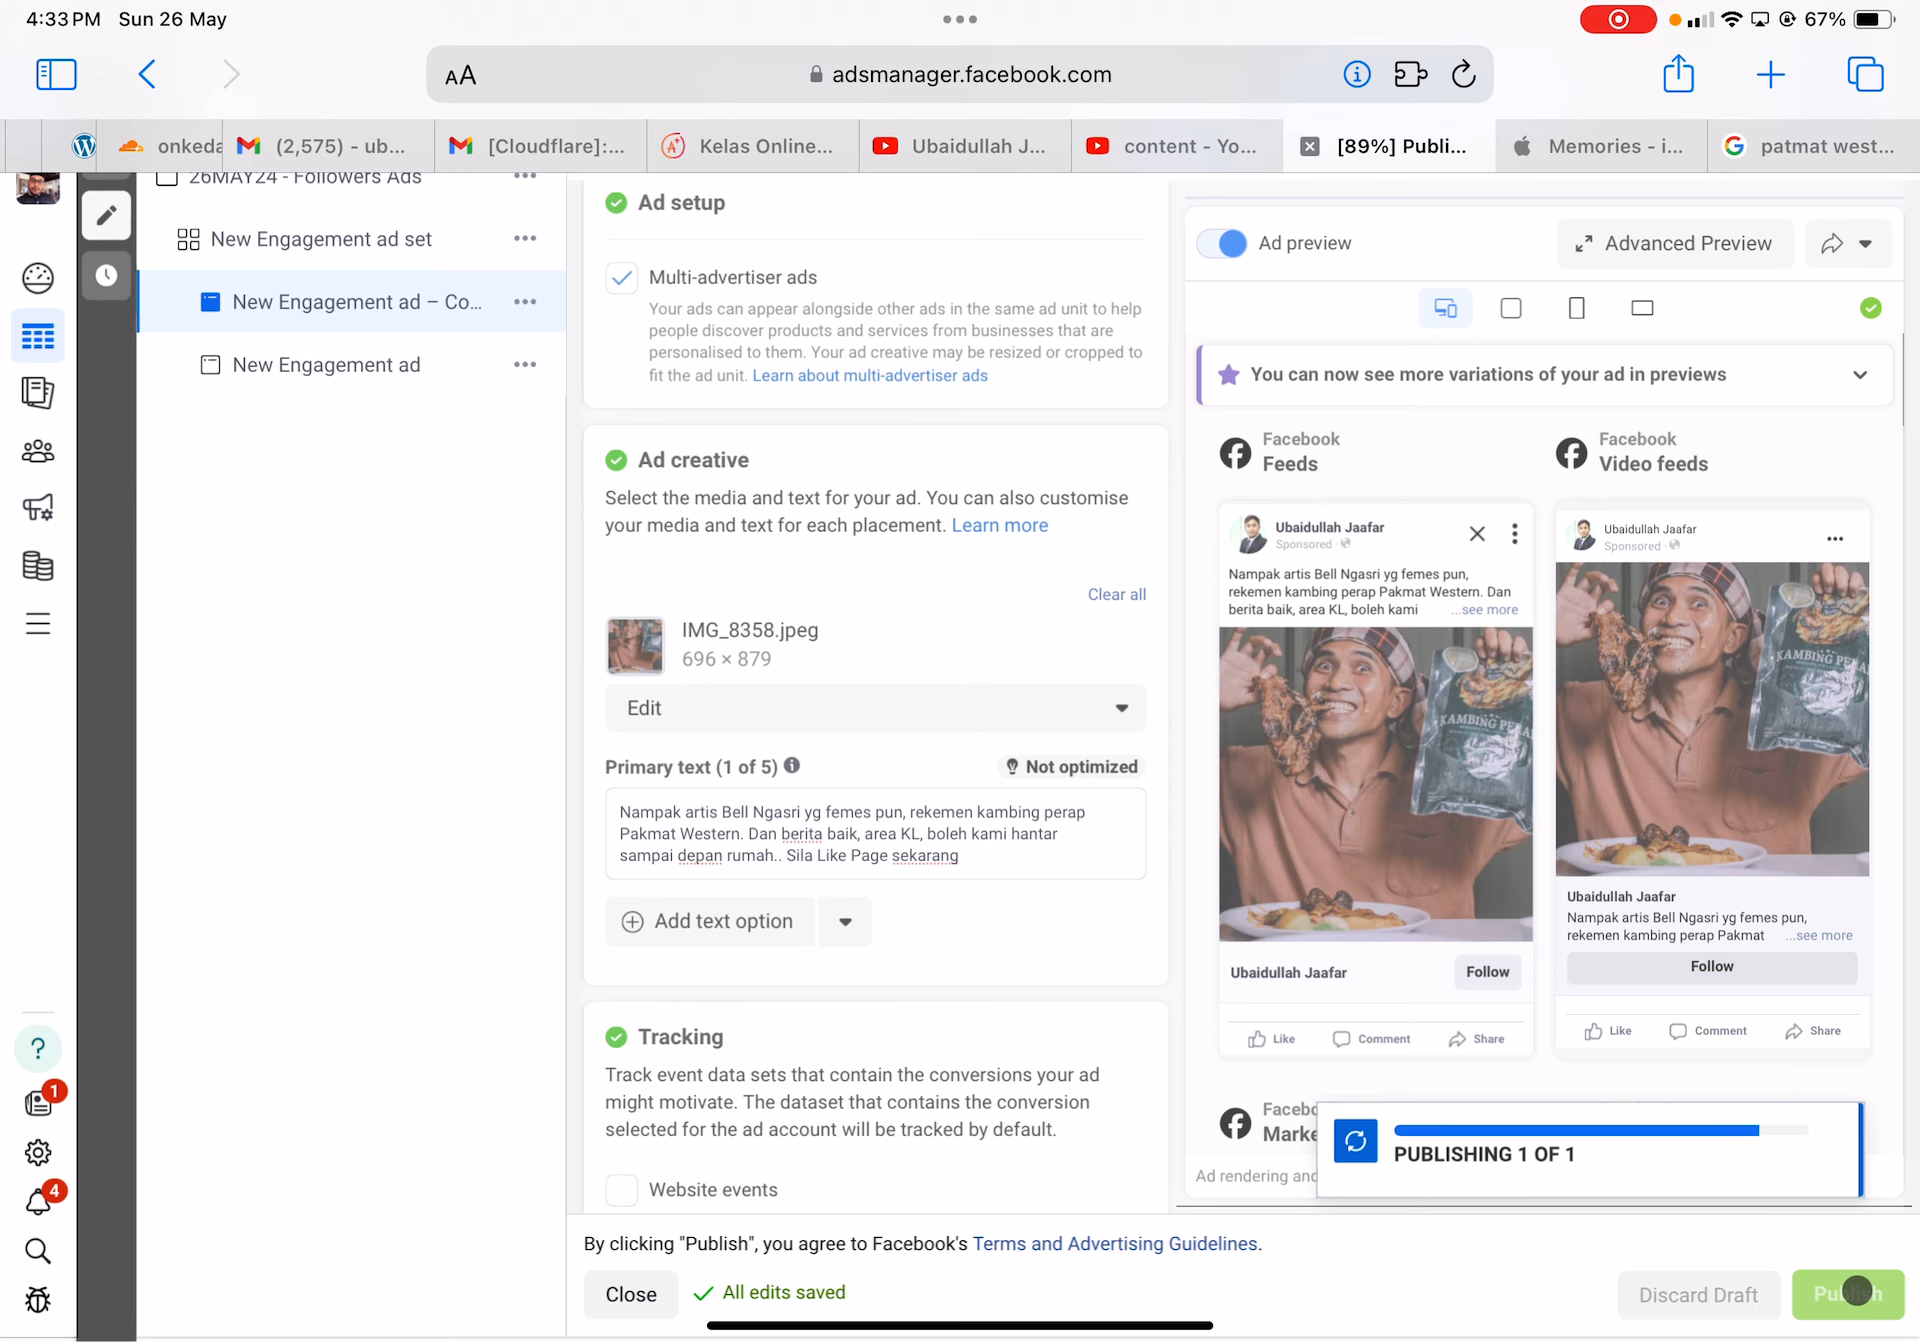 4:33 PM Sun 26 May
67%
AA
adsmanager.facebook.com
onkeda
(2,575) - ub...
[Cloudflare]:...
Kelas Online...
Ubaidullah J...
content - Yo...
[89%] Publi...
Memories - i...
patmat west...
26MAY24 - Followers Ads
New Engagement ad set
New Engagement ad – Co...
New Engagement ad
Ad setup
Multi-advertiser ads
Your ads can appear alongside other ads in the same ad unit to help
people discover products and services from businesses that are
personalised to them. Your ad creative may be resized or cropped to
fit the ad unit. Learn about multi-advertiser ads
Ad creative
Select the media and text for your ad. You can also customise
your media and text for each placement. Learn more
Clear all
IMG_8358.jpeg
696 × 879
Edit
Primary text (1 of 5)
Not optimized
Nampak artis Bell Ngasri yg femes pun, rekemen kambing perap
Pakmat Western. Dan berita baik, area KL, boleh kami hantar
sampai depan rumah.. Sila Like Page sekarang
Add text option
Tracking
Track event data sets that contain the conversions your ad
might motivate. The dataset that contains the conversion
selected for the ad account will be tracked by default.
Website events
Ad preview
Advanced Preview
You can now see more variations of your ad in previews
Facebook
Feeds
Ubaidullah Jaafar
Sponsored
Nampak artis Bell Ngasri yg femes pun,
rekemen kambing perap Pakmat Western. Dan
berita baik, area KL, boleh kami ...see more
KAMBING PE
Ubaidullah Jaafar
Follow
Like Comment Share
Facebook
Video feeds
Ubaidullah Jaafar
Sponsored
KAMBING PE
Ubaidullah Jaafar
Nampak artis Bell Ngasri yg femes pun,
rekemen kambing perap Pakmat ...see more
Follow
Like Comment Share
Facebo
Marke
Ad rendering and
PUBLISHING 1 OF 1
1
4
By clicking "Publish", you agree to Facebook's Terms and Advertising Guidelines.
Close
All edits saved
Discard Draft
Publish